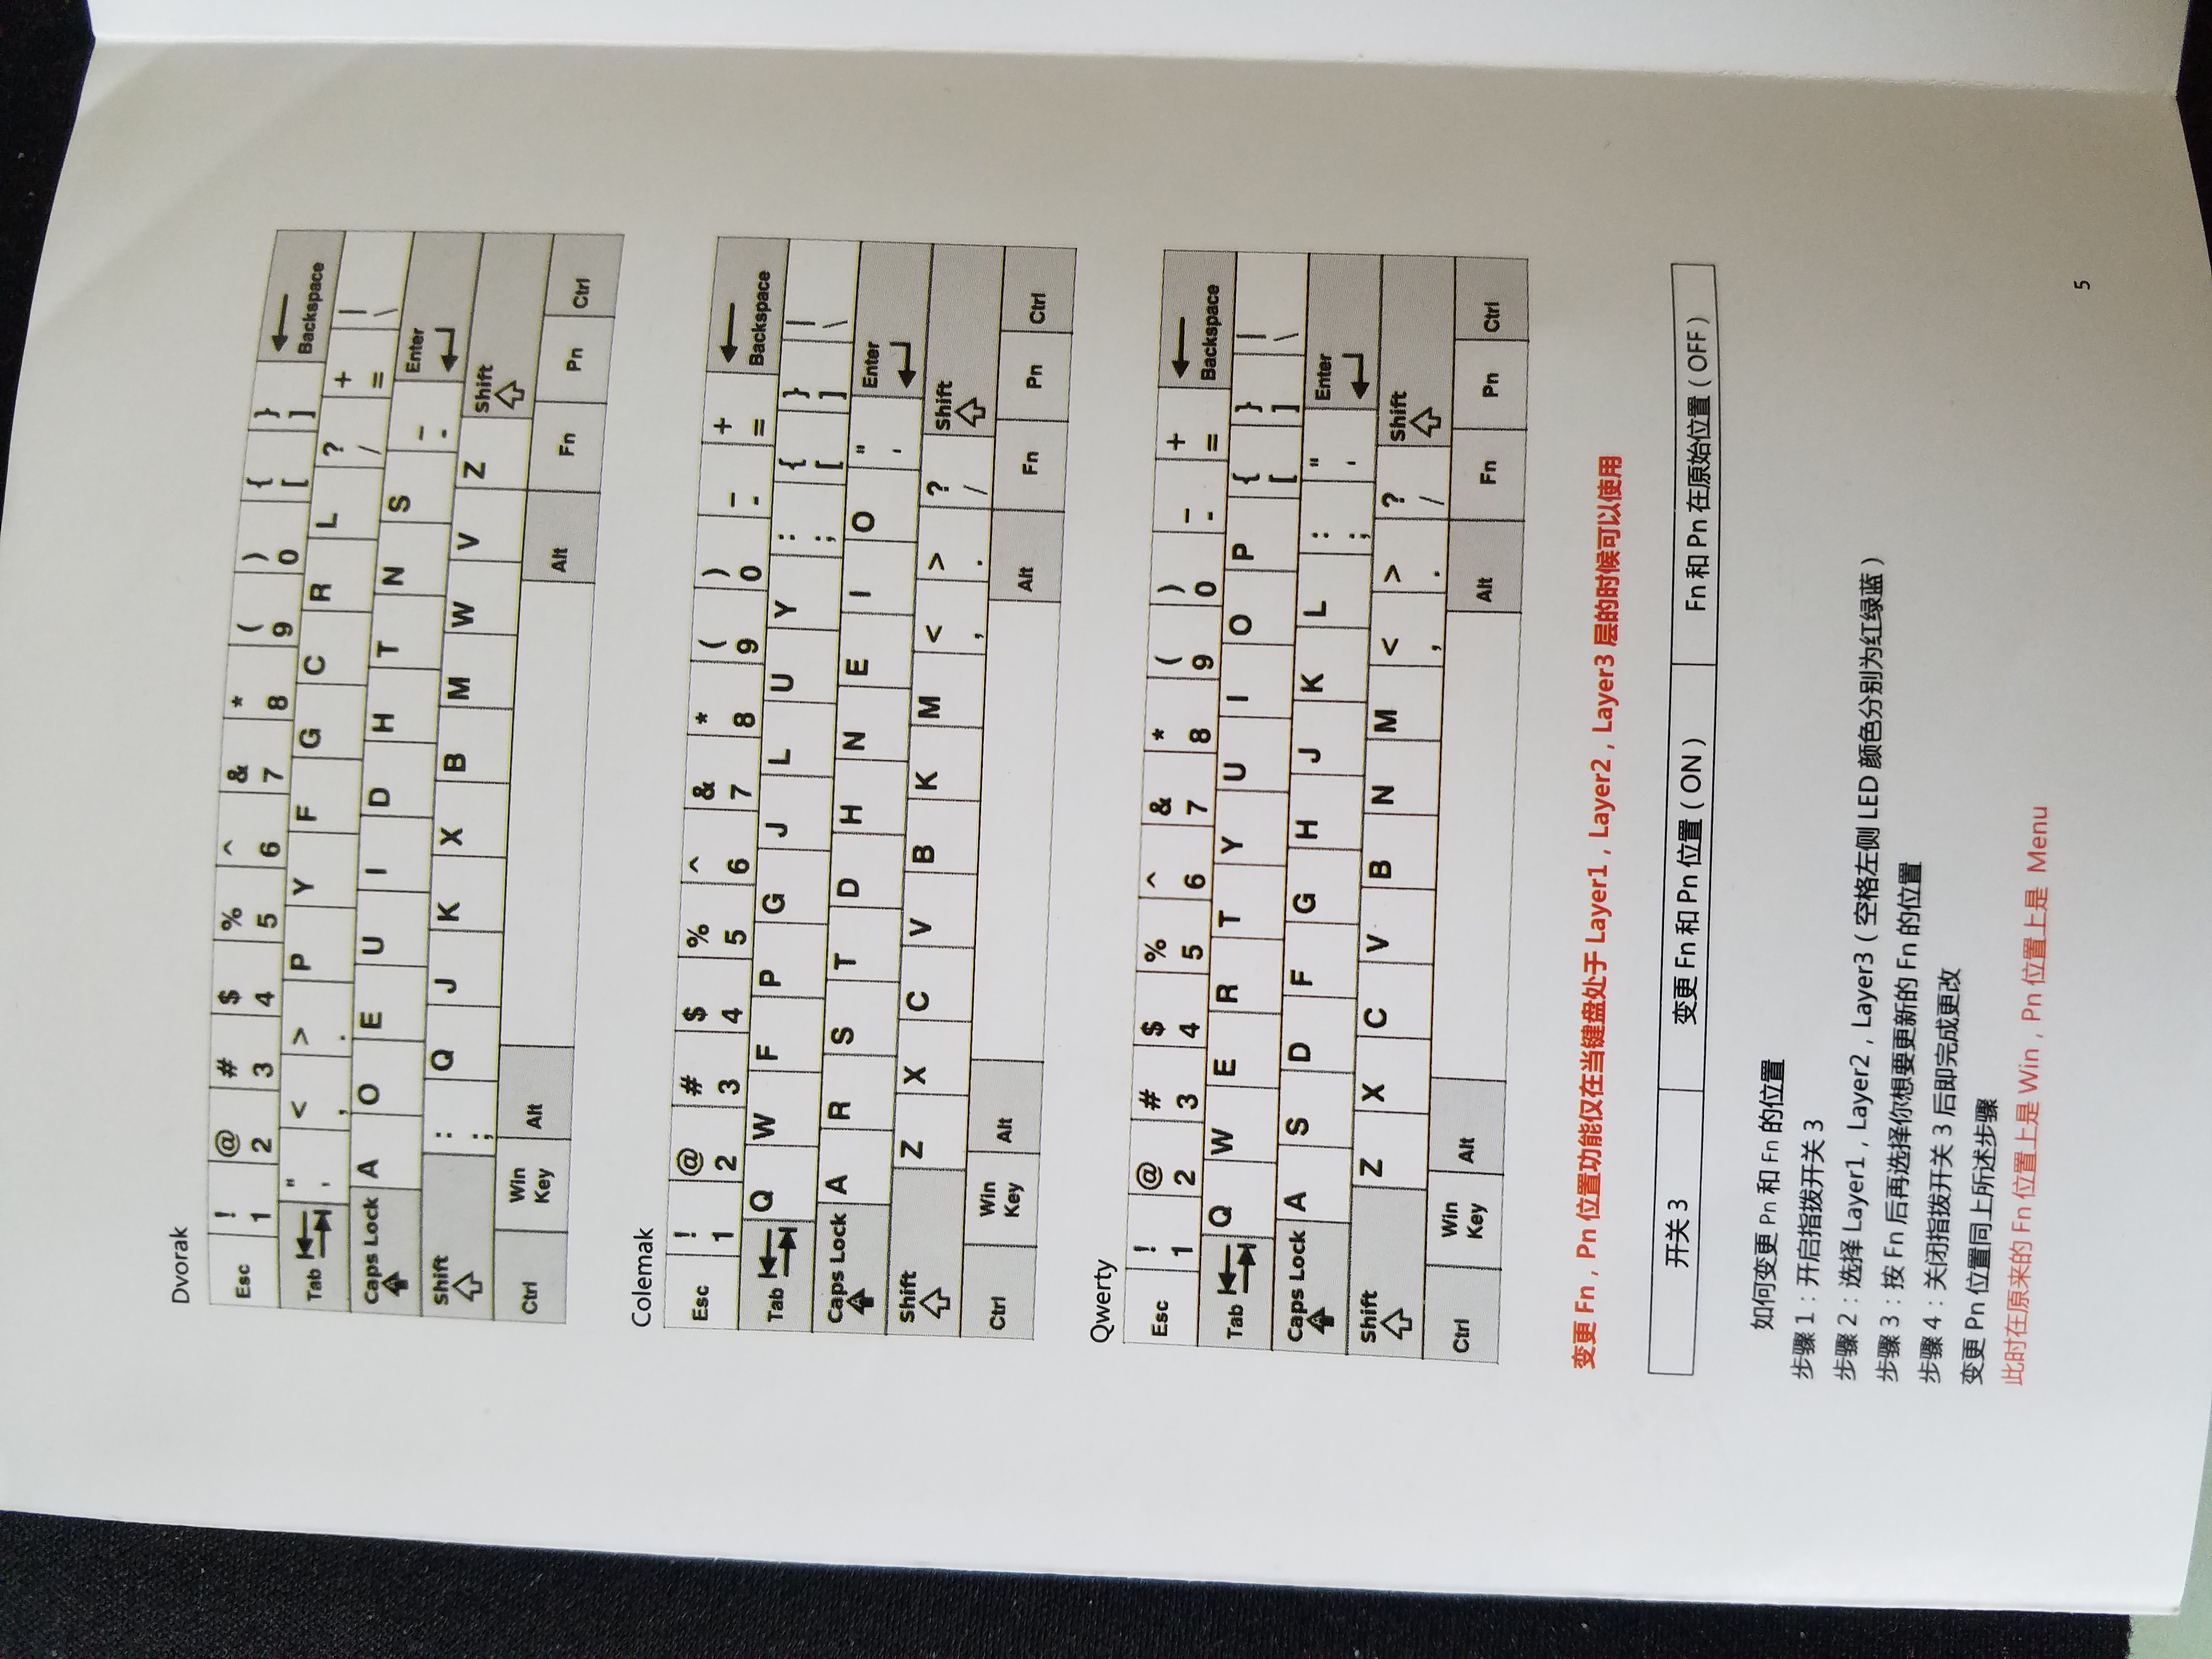 Dvorak
Esc ! 1 @ 2 # 3 $ 4 % 5 ^ 6 & 7 * 8 ( 9 ) 0 { [ } ] Backspace
Tab " ' < , > . P Y F G C R L ? / + = | \
Caps Lock A O E U I D H T N S _ - Enter
Shift : ; Q J K X B M W V Z Shift
Ctrl Win Key Alt Alt Fn Pn Ctrl
Colemak
Esc ! 1 @ 2 # 3 $ 4 % 5 ^ 6 & 7 * 8 ( 9 ) 0 _ - + = Backspace
Tab Q W F P G J L U Y : ; { [ } ] | \
Caps Lock A R S T D H N E I O " ' Enter
Shift Z X C V B K M < , > . ? / Shift
Ctrl Win Key Alt Alt Fn Pn Ctrl
Qwerty
Esc ! 1 @ 2 # 3 $ 4 % 5 ^ 6 & 7 * 8 ( 9 ) 0 _ - + = Backspace
Tab Q W E R T Y U I O P { [ } ] | \
Caps Lock A S D F G H J K L : ; " ' Enter
Shift Z X C V B N M < , > . ? / Shift
Ctrl Win Key Alt Alt Fn Pn Ctrl
变更 Fn，Pn 位置功能仅在当键盘处于 Layer1，Layer2，Layer3 层的时候可以使用
开关 3 变更 Fn 和 Pn 位置（ON） Fn 和 Pn 在原始位置（OFF）
如何变更 Pn 和 Fn 的位置
步骤 1：开启指拨开关 3
步骤 2：选择 Layer1，Layer2，Layer3（空格左侧 LED 颜色分别为红绿蓝）
步骤 3：按 Fn 后再选择你想要更新的 Fn 的位置
步骤 4：关闭指拨开关 3 后即完成更改
变更 Pn 位置同上所述步骤
此时在原来的 Fn 位置上是 Win，Pn 位置上是 Menu
5